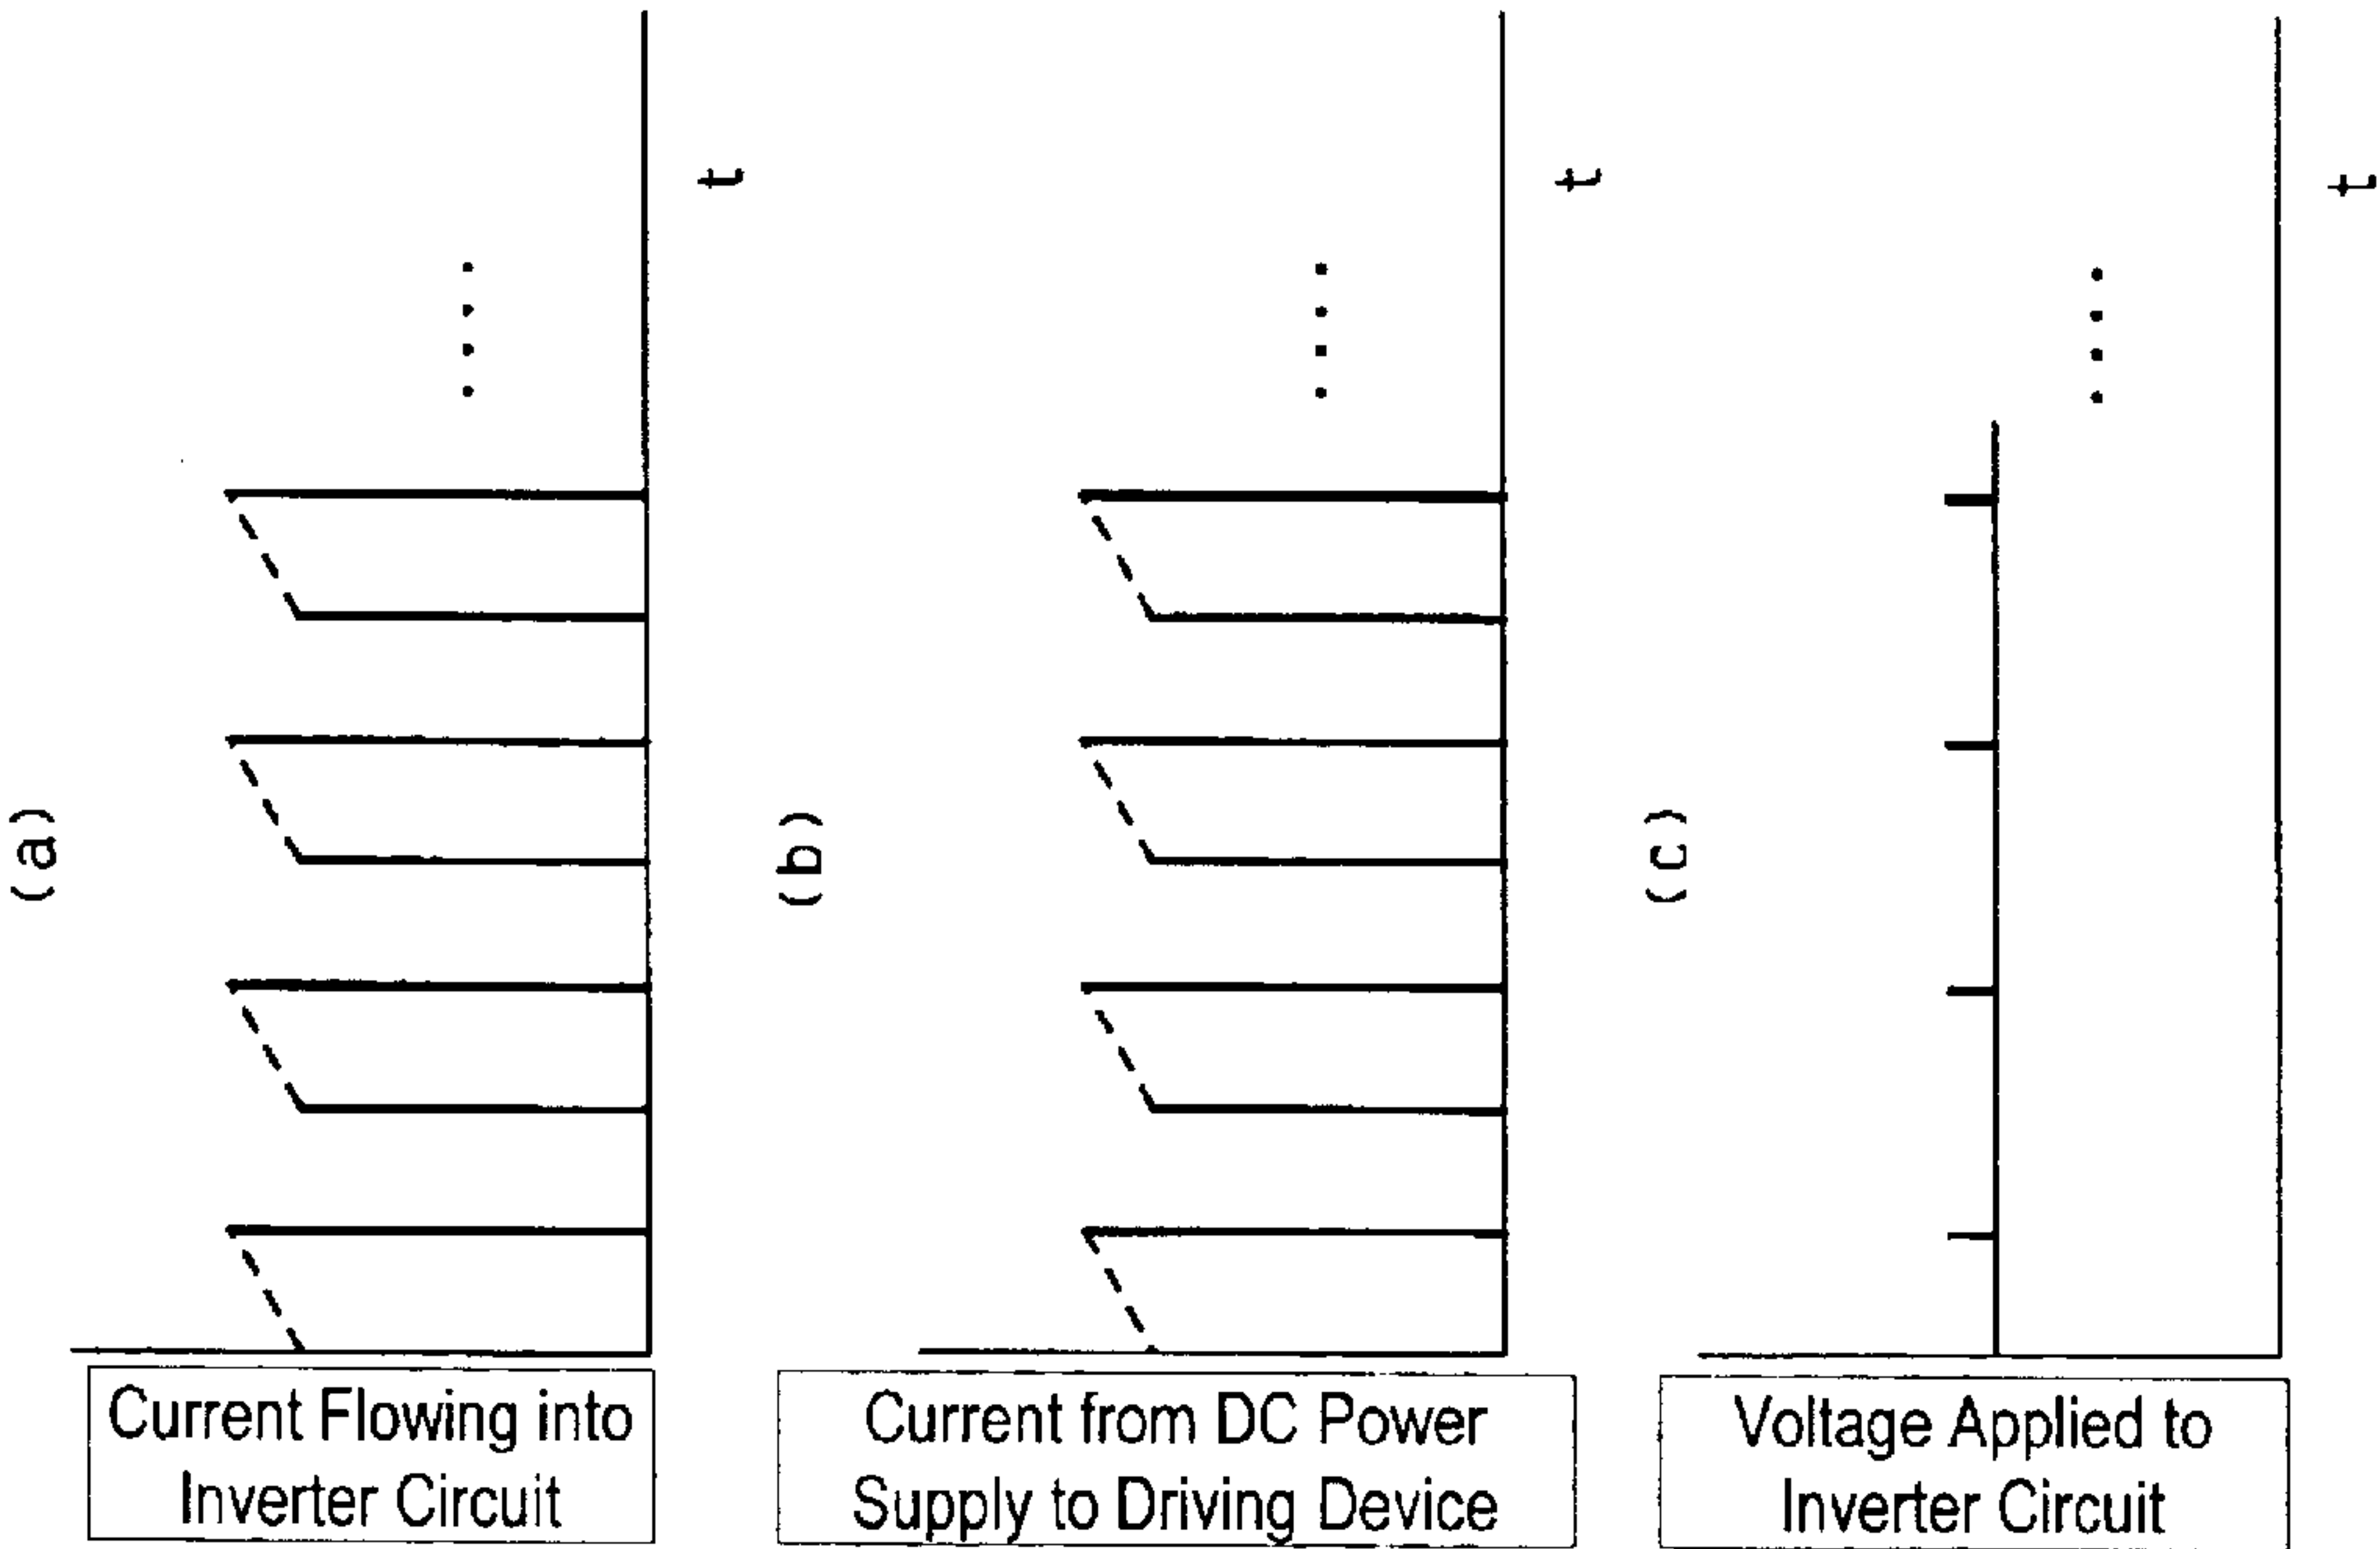 (a)
Current Flowing into
Inverter Circuit
t
(b)
Current from DC Power
Supply to Driving Device
t
(c)
Voltage Applied to
Inverter Circuit
t